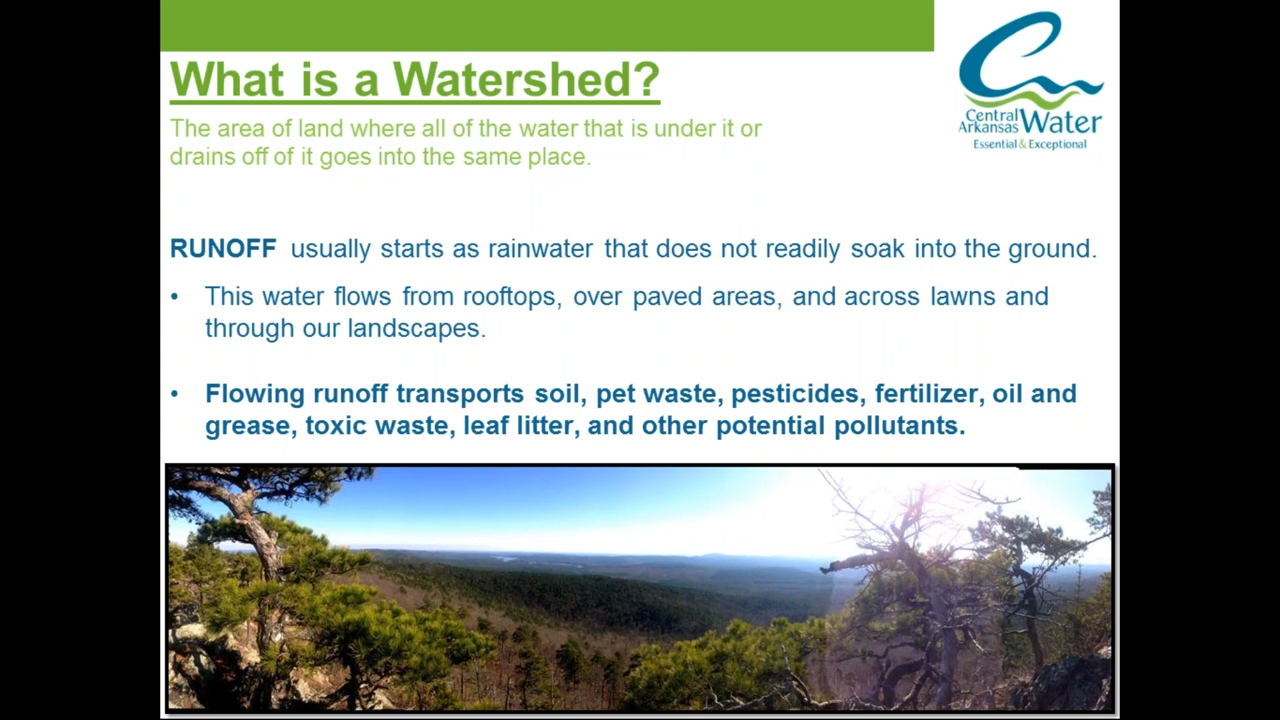 What is a Watershed?
The area of land where all of the water that is under it or
drains off of it goes into the same place.
Central
Arkansas Water
Essential & Exceptional
RUNOFF usually starts as rainwater that does not readily soak into the ground.
• This water flows from rooftops, over paved areas, and across lawns and
through our landscapes.
• Flowing runoff transports soil, pet waste, pesticides, fertilizer, oil and
grease, toxic waste, leaf litter, and other potential pollutants.